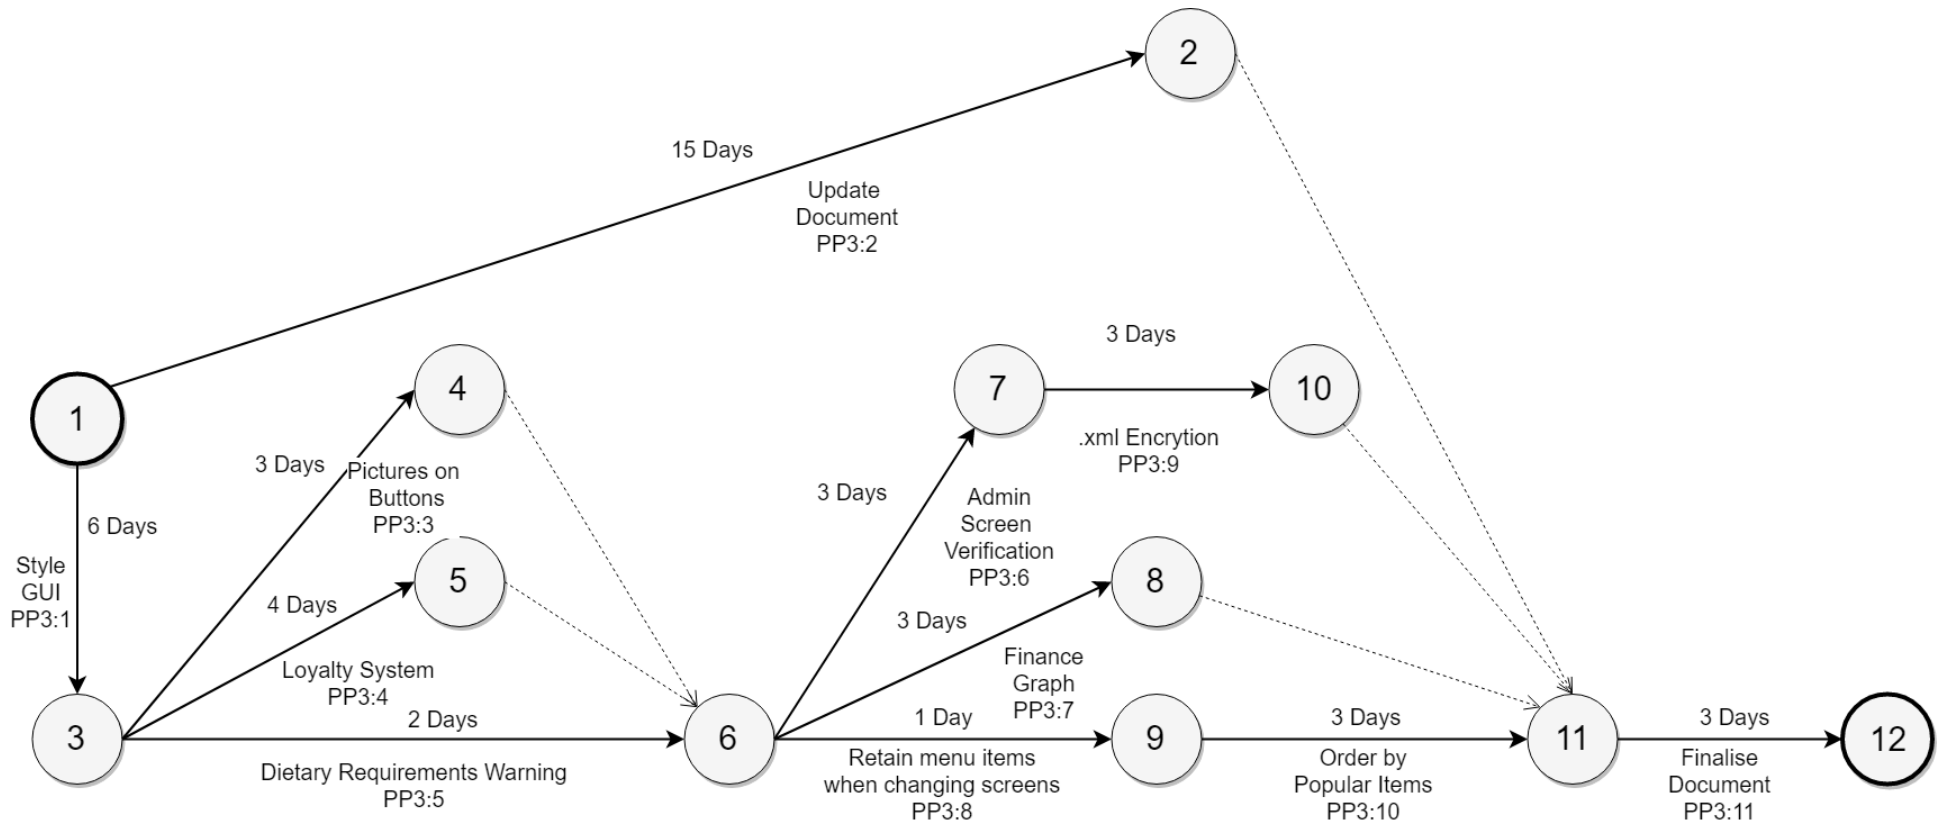 2
15 Days
Update
Document
PP3:2
3 Days
1
4
7
10
3 Days
Pictures on
Buttons
PP3:3
.xml Encrytion
PP3:9
3 Days
Admin
Screen
Verification
PP3:6
6 Days
Style
GUI
PP3:1
5
8
4 Days
3 Days
Loyalty System
PP3:4
Finance
Graph
PP3:7
2 Days
1 Day
3 Days
3 Days
3
6
9
11
12
Dietary Requirements Warning
PP3:5
Retain menu items
when changing screens
PP3:8
Order by
Popular Items
PP3:10
Finalise
Document
PP3:11